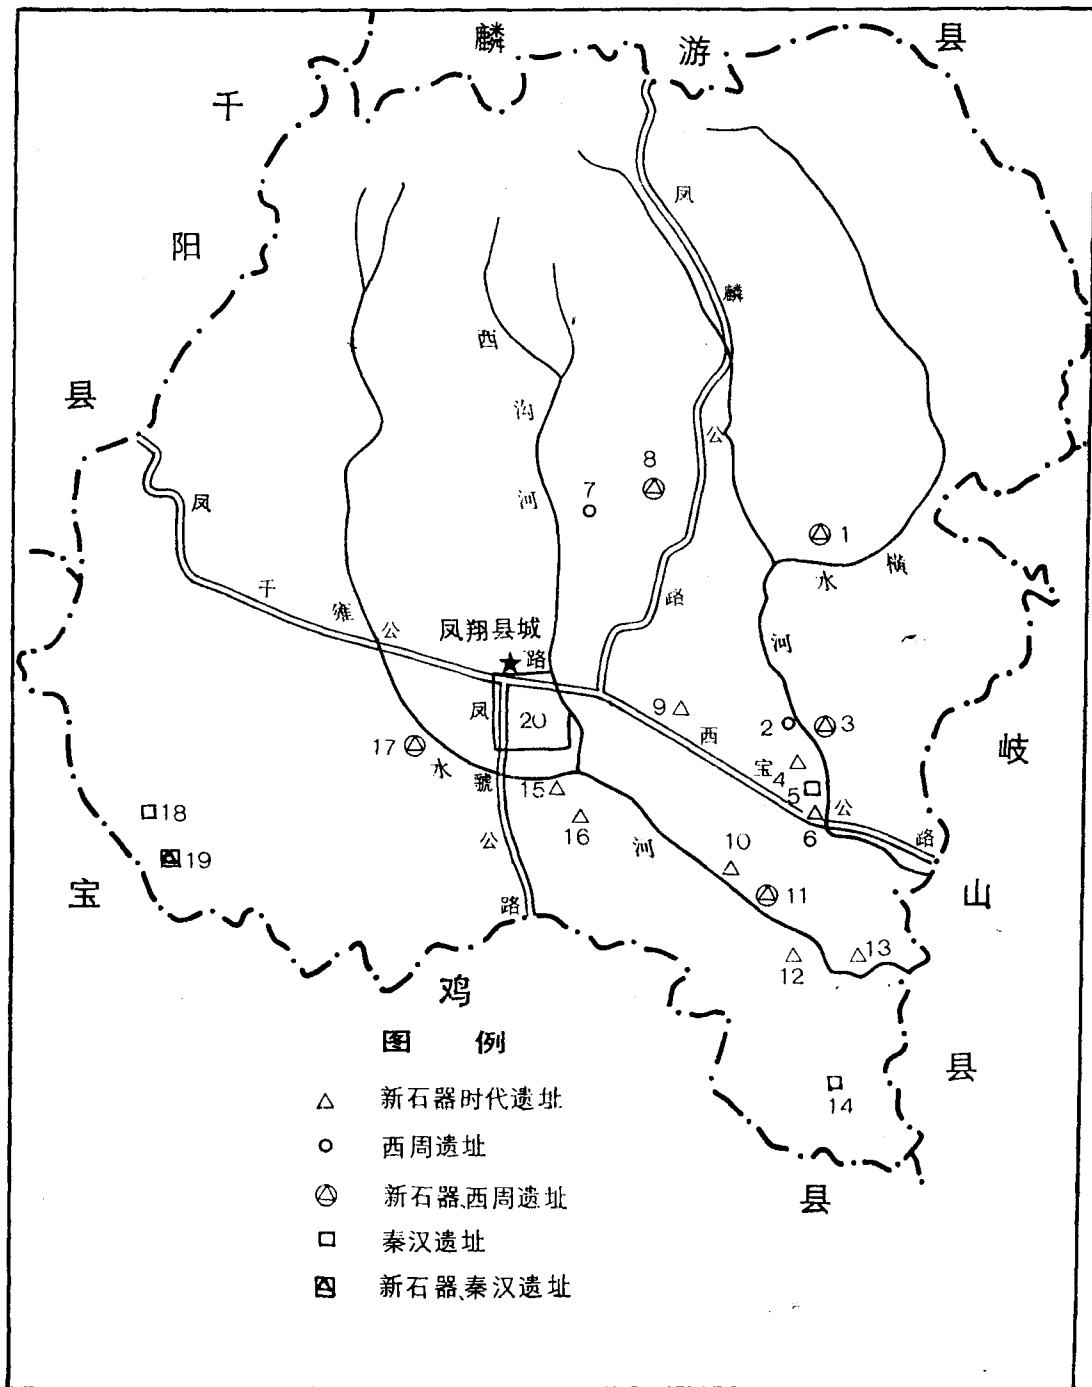 麟游县
千阳县
岐山县
宝鸡县
凤麟公路
西沟河
凤千公路
雍水河
横水河
西宝公路
凤虢公路
凤翔县城
1
2
3
4
5
6
7
8
9
10
11
12
13
14
15
16
17
18
19
20
图例
新石器时代遗址
西周遗址
新石器、西周遗址
秦汉遗址
新石器、秦汉遗址